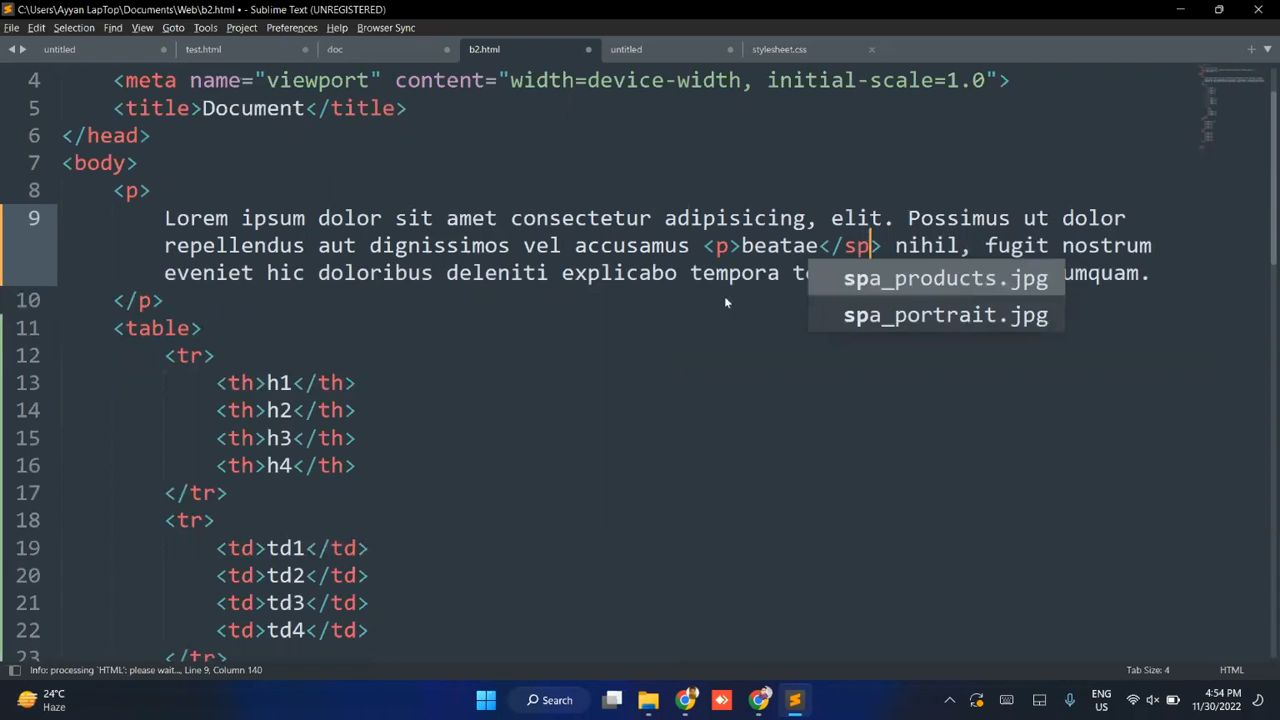 C:\Users\Ayyan LapTop\Documents\Web\b2.html • - Sublime Text (UNREGISTERED)
File Edit Selection Find View Goto Tools Project Preferences Help Browser Sync
untitled test.html doc b2.html untitled stylesheet.css
4 <meta name="viewport" content="width=device-width, initial-scale=1.0">
5 <title>Document</title>
6 </head>
7 <body>
8 <p>
9 Lorem ipsum dolor sit amet consectetur adipisicing, elit. Possimus ut dolor
repellendus aut dignissimos vel accusamus <p>beatae</sp> nihil, fugit nostrum
eveniet hic doloribus deleniti explicabo tempora umquam.
spa_products.jpg
spa_portrait.jpg
10 </p>
11 <table>
12 <tr>
13 <th>h1</th>
14 <th>h2</th>
15 <th>h3</th>
16 <th>h4</th>
17 </tr>
18 <tr>
19 <td>td1</td>
20 <td>td2</td>
21 <td>td3</td>
22 <td>td4</td>
23 </tr>
Info: processing `HTML': please wait..., Line 9, Column 140 Tab Size: 4 HTML
24°C
Haze
Search
ENG
US
4:54 PM
11/30/2022